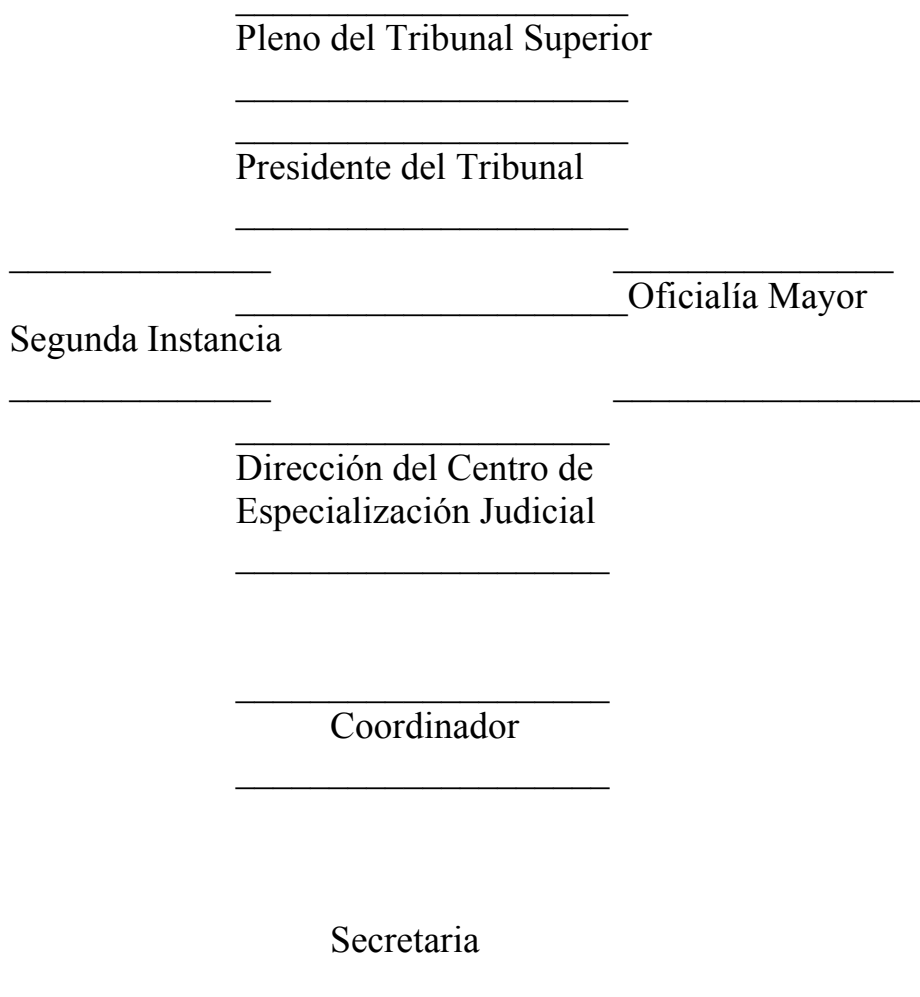 Pleno del Tribunal Superior
Presidente del Tribunal
Oficialía Mayor
Segunda Instancia
Dirección del Centro de
Especialización Judicial
Coordinador
Secretaria